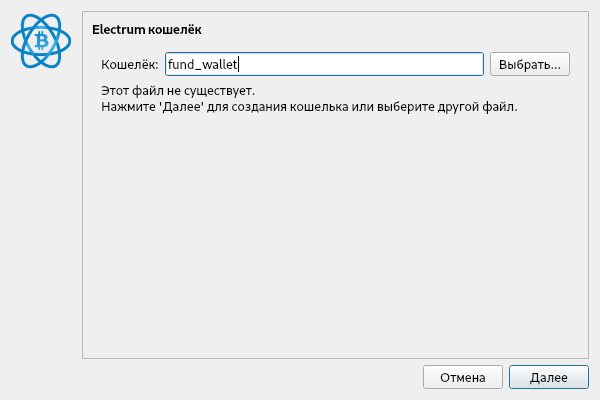 Electrum кошелёк
Кошелёк: fund_wallet Выбрать...
Этот файл не существует.
Нажмите 'Далее' для создания кошелька или выберите другой файл.
Отмена Далее